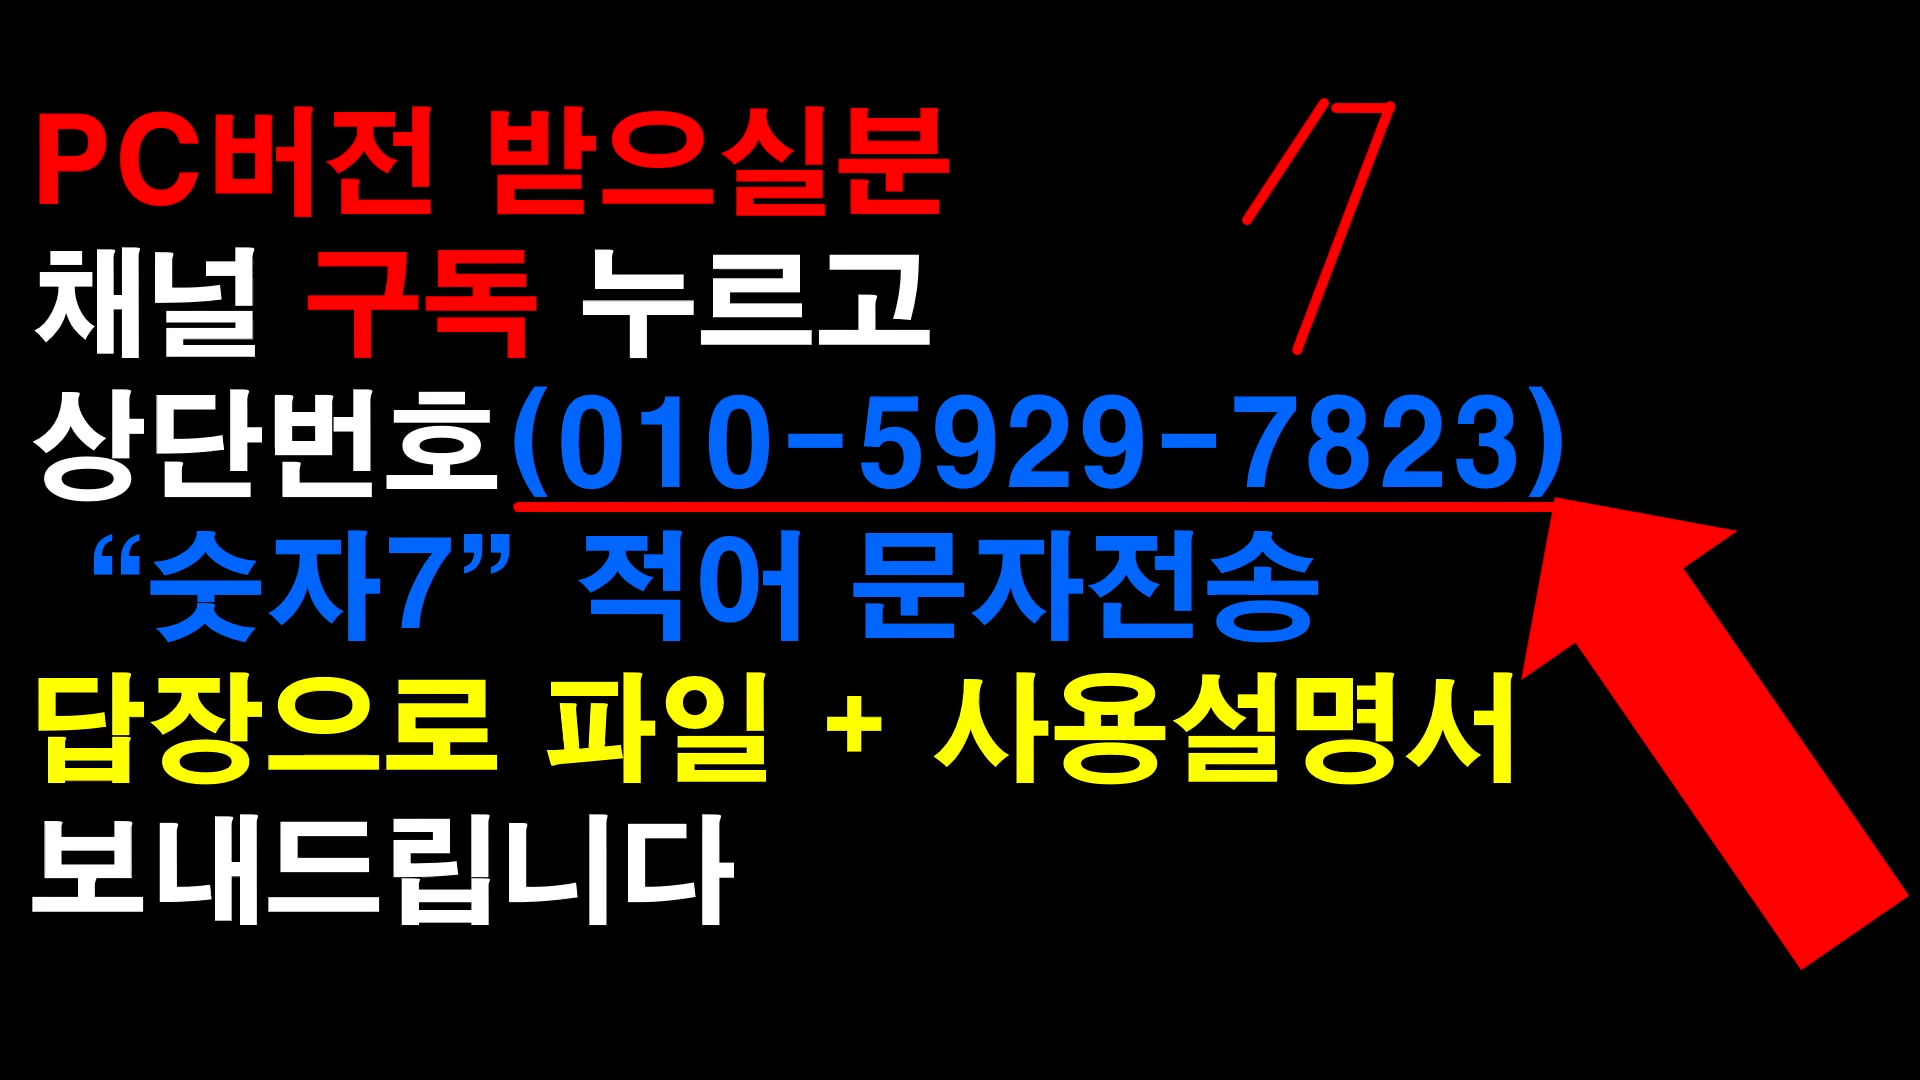 PC버전 받으실분
7
채널 구독 누르고
상단번호(010-5929-7823)
“숫자7” 적어 문자전송
답장으로 파일 + 사용설명서
보내드립니다